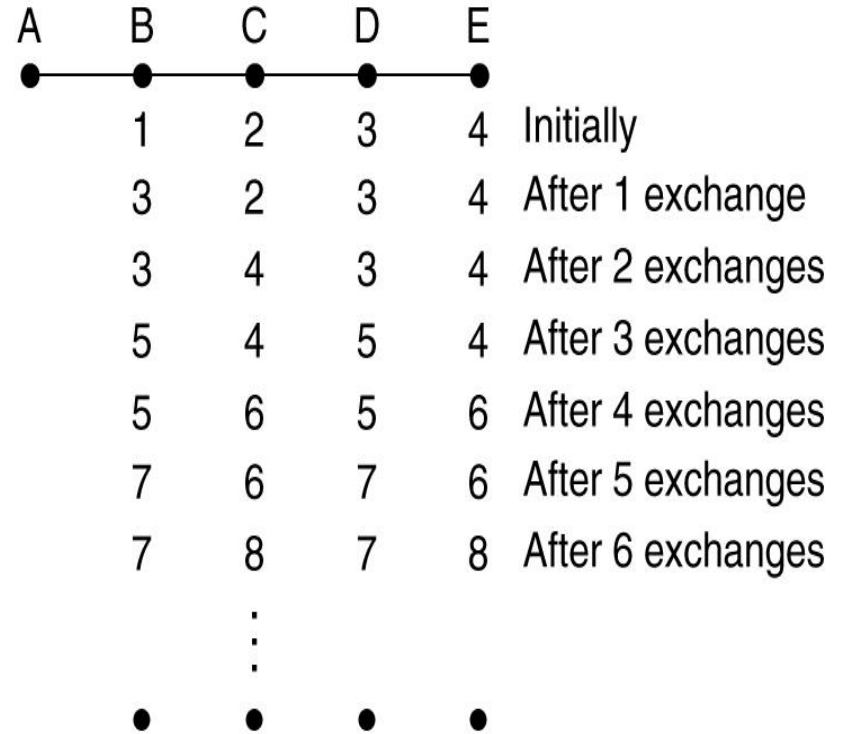 A B C D E
1 2 3 4 Initially
3 2 3 4 After 1 exchange
3 4 3 4 After 2 exchanges
5 4 5 4 After 3 exchanges
5 6 5 6 After 4 exchanges
7 6 7 6 After 5 exchanges
7 8 7 8 After 6 exchanges